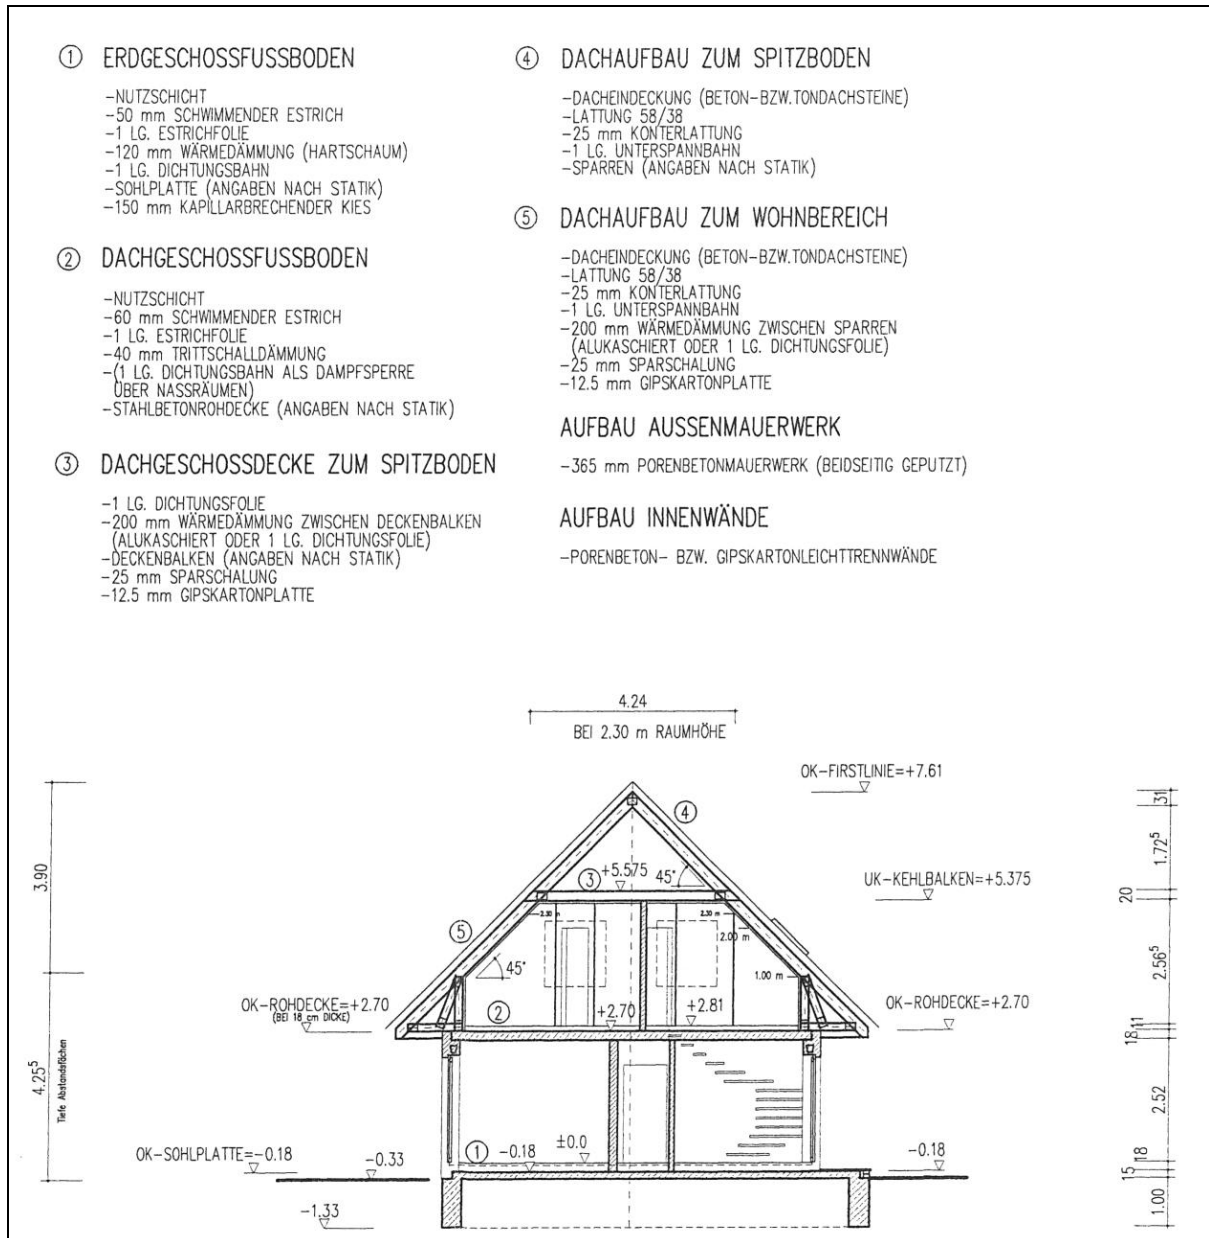 ① ERDGESCHOSSFUSSBODEN
-NUTZSCHICHT
-50 mm SCHWIMMENDER ESTRICH
-1 LG. ESTRICHFOLIE
-120 mm WÄRMEDÄMMUNG (HARTSCHAUM)
-1 LG. DICHTUNGSBAHN
-SOHLPLATTE (ANGABEN NACH STATIK)
-150 mm KAPILLARBRECHENDER KIES
② DACHGESCHOSSFUSSBODEN
-NUTZSCHICHT
-60 mm SCHWIMMENDER ESTRICH
-1 LG. ESTRICHFOLIE
-40 mm TRITTSCHALLDÄMMUNG
-(1 LG. DICHTUNGSBAHN ALS DAMPFSPERRE
ÜBER NASSRÄUMEN)
-STAHLBETONROHDECKE (ANGABEN NACH STATIK)
③ DACHGESCHOSSDECKE ZUM SPITZBODEN
-1 LG. DICHTUNGSFOLIE
-200 mm WÄRMEDÄMMUNG ZWISCHEN DECKENBALKEN
(ALUKASCHIERT ODER 1 LG. DICHTUNGSFOLIE)
-DECKENBALKEN (ANGABEN NACH STATIK)
-25 mm SPARSCHALUNG
-12.5 mm GIPSKARTONPLATTE
④ DACHAUFBAU ZUM SPITZBODEN
-DACHEINDECKUNG (BETON-BZW.TONDACHSTEINE)
-LATTUNG 58/38
-25 mm KONTERLATTUNG
-1 LG. UNTERSPANNBAHN
-SPARREN (ANGABEN NACH STATIK)
⑤ DACHAUFBAU ZUM WOHNBEREICH
-DACHEINDECKUNG (BETON-BZW.TONDACHSTEINE)
-LATTUNG 58/38
-25 mm KONTERLATTUNG
-1 LG. UNTERSPANNBAHN
-200 mm WÄRMEDÄMMUNG ZWISCHEN SPARREN
(ALUKASCHIERT ODER 1 LG. DICHTUNGSFOLIE)
-25 mm SPARSCHALUNG
-12.5 mm GIPSKARTONPLATTE
AUFBAU AUSSENMAUERWERK
-365 mm PORENBETONMAUERWERK (BEIDSEITIG GEPUTZT)
AUFBAU INNENWÄNDE
-PORENBETON- BZW. GIPSKARTONLEICHTTRENNWÄNDE
4.24
BEI 2.30 m RAUMHÖHE
OK-FIRSTLINIE=+7.61
31
④
1.72⁵
3.90
③ +5.575
45°
UK-KEHLBALKEN=+5.375
20
2.30 m
2.30 m
⑤
2.00 m
45°
1.00 m
2.56⁵
OK-ROHDECKE=+2.70
(BEI 18 cm DICKE)
②
+2.70
+2.81
OK-ROHDECKE=+2.70
11
18
4.25⁵
Tiefe Abstandsflächen
2.52
OK-SOHLPLATTE=-0.18
-0.33
①
-0.18
±0.0
-0.18
18
15
-1.33
1.00